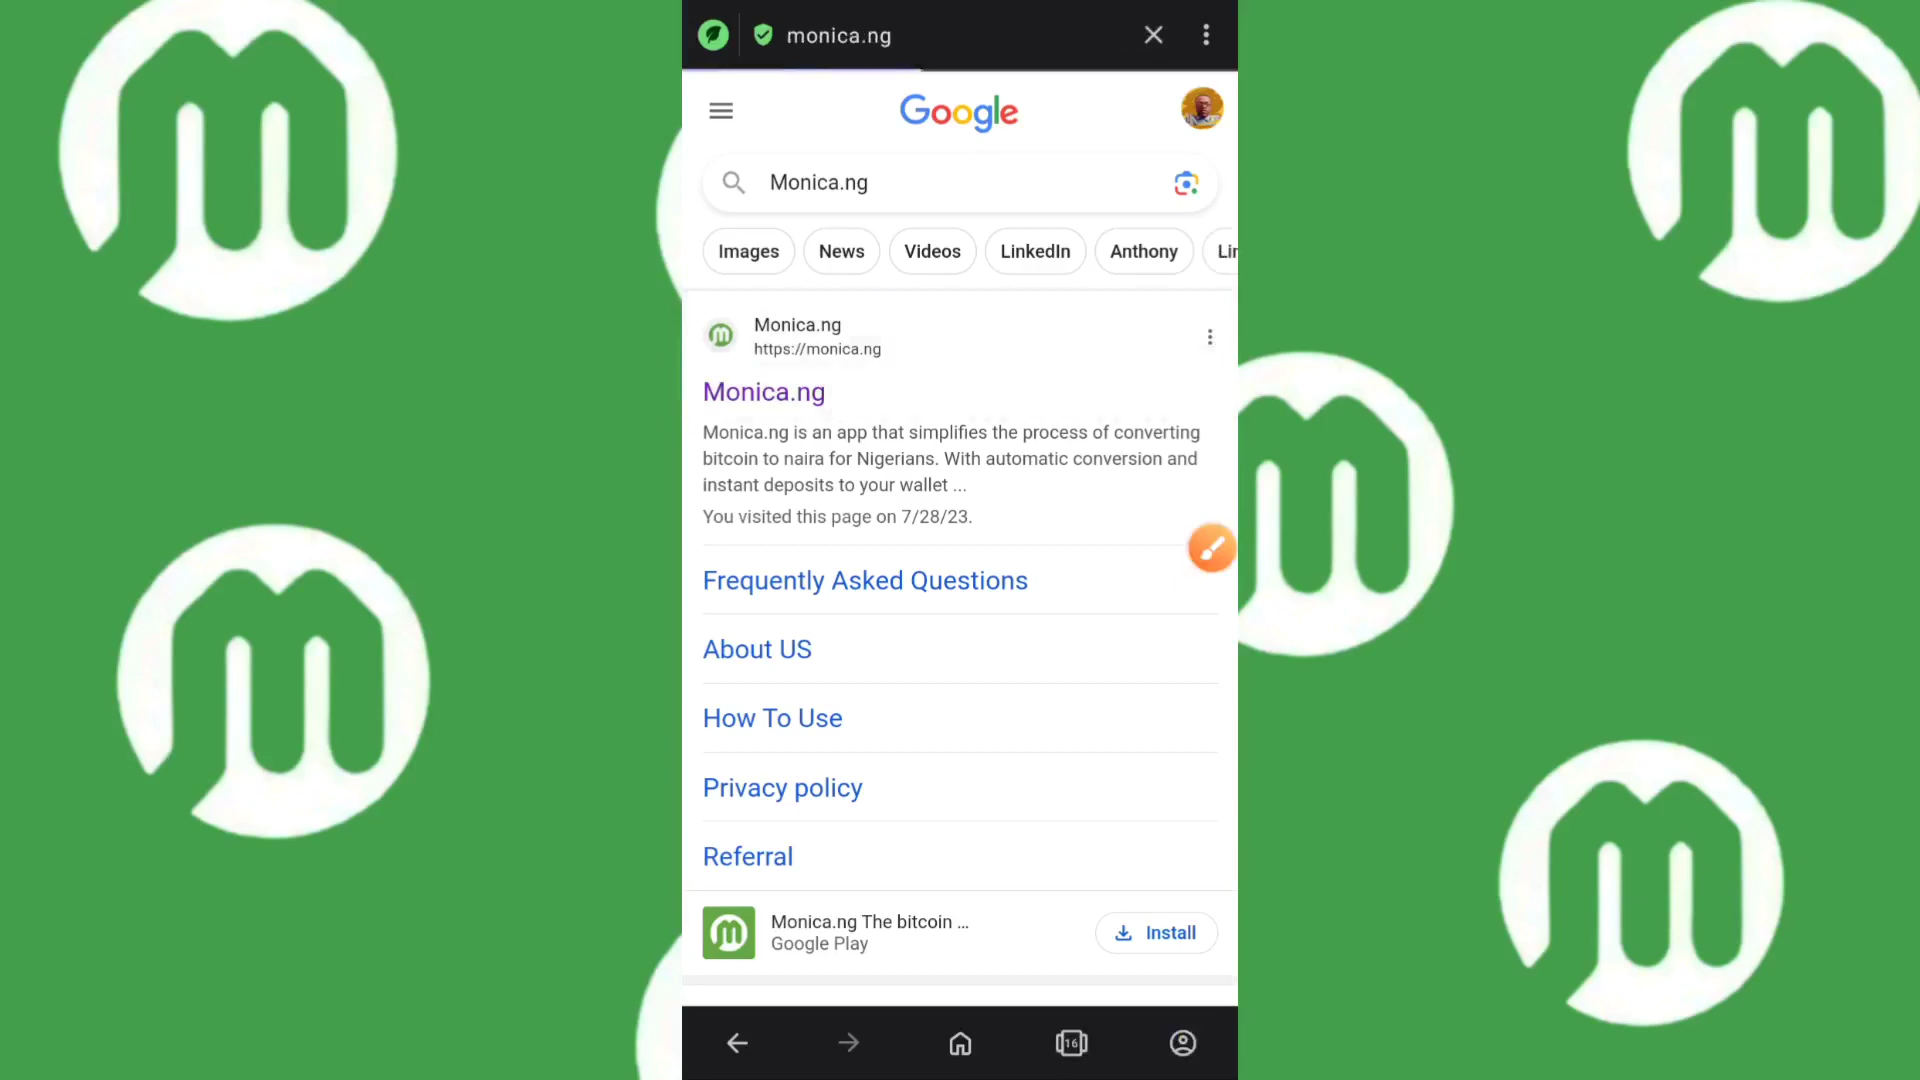 monica.ng
Google
Monica.ng
Images News Videos LinkedIn Anthony
Monica.ng
https://monica.ng
Monica.ng
Monica.ng is an app that simplifies the process of converting
bitcoin to naira for Nigerians. With automatic conversion and
instant deposits to your wallet ...
You visited this page on 7/28/23.
Frequently Asked Questions
About US
How To Use
Privacy policy
Referral
Monica.ng The bitcoin ...
Google Play
Install
16